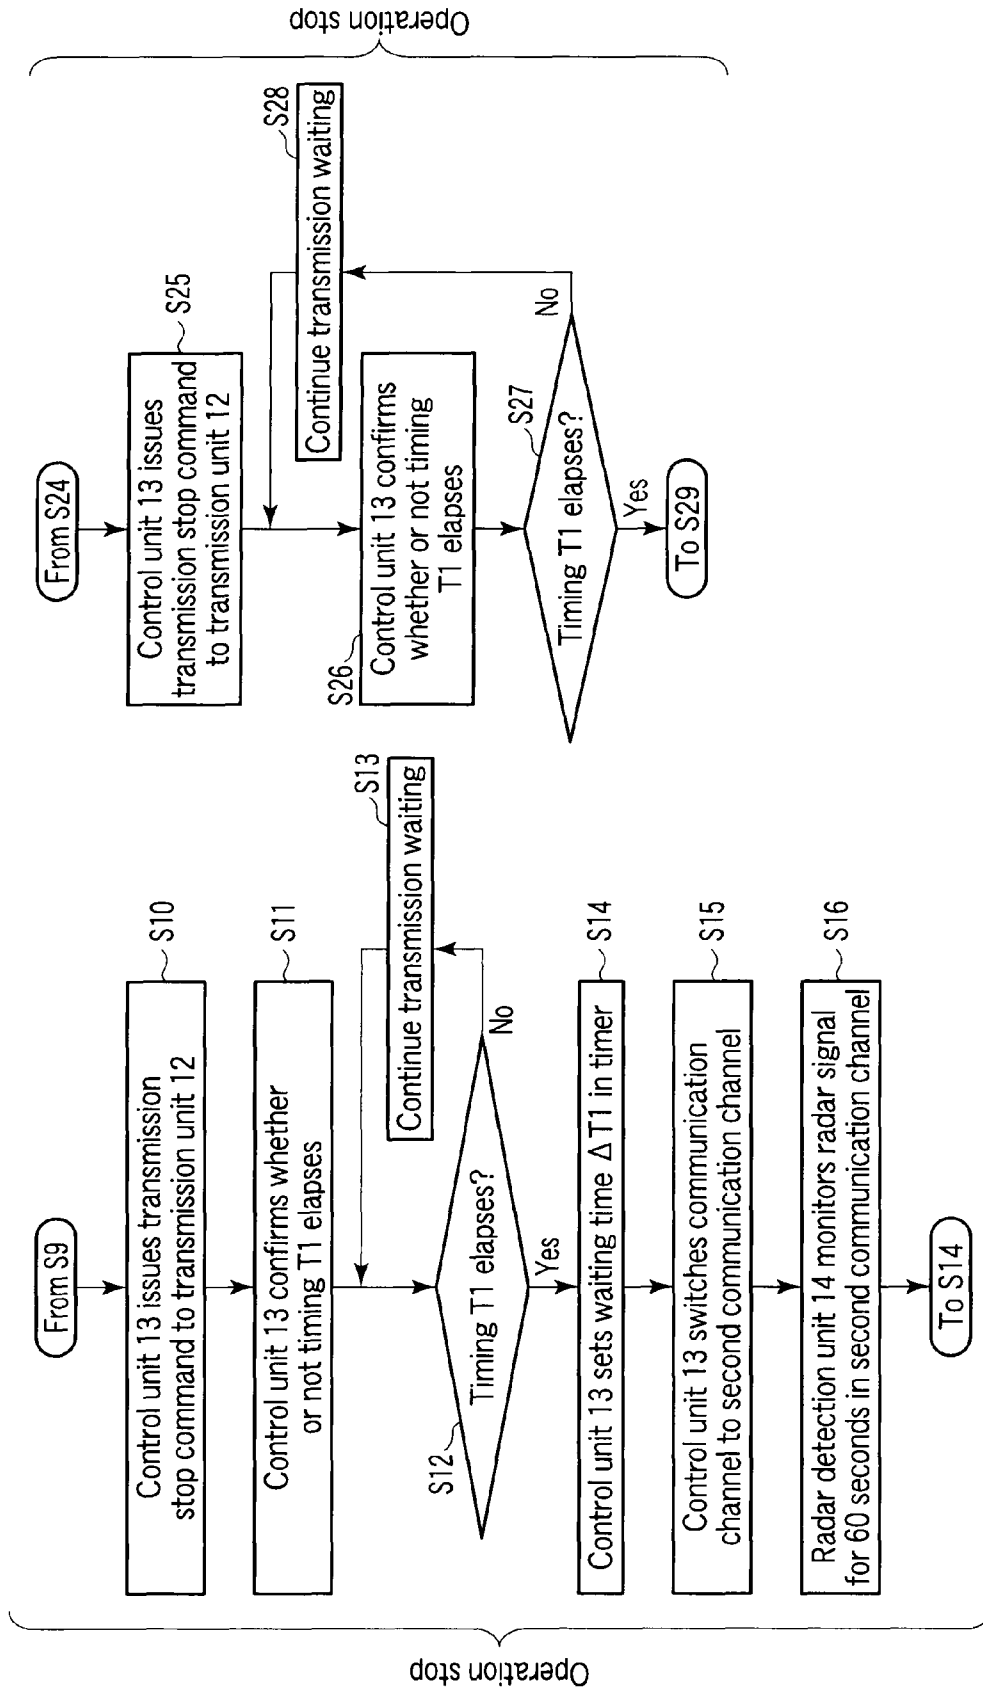 Operation stop
From S9
S10
Control unit 13 issues transmission
stop command to transmission unit 12
S11
Control unit 13 confirms whether
or not timing T1 elapses
S13
Continue transmission waiting
S12
Timing T1 elapses?
No
Yes
S14
Control unit 13 sets waiting time Δ T1 in timer
S15
Control unit 13 switches communication
channel to second communication channel
S16
Radar detection unit 14 monitors radar signal
for 60 seconds in second communication channel
To S14
From S24
S25
Control unit 13 issues
transmission stop command
to transmission unit 12
S28
Continue transmission waiting
S26
Control unit 13 confirms
whether or not timing
T1 elapses
S27
Timing T1 elapses?
No
Yes
To S29
Operation stop